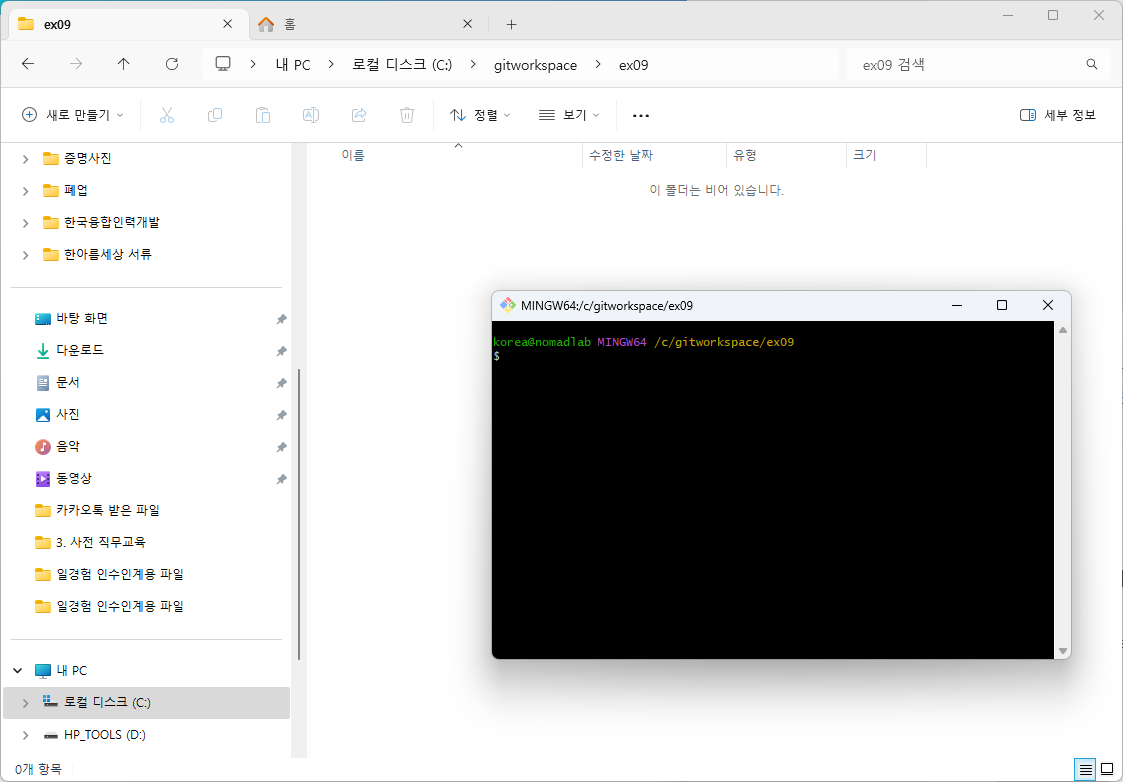 ex09
홈
내 PC
로컬 디스크 (C:)
gitworkspace
ex09
ex09 검색
새로 만들기
정렬
보기
세부 정보
이름
수정한 날짜
유형
크기
이 폴더는 비어 있습니다.
증명사진
폐업
한국융합인력개발
한아름세상 서류
바탕 화면
다운로드
문서
사진
음악
동영상
카카오톡 받은 파일
3. 사전 직무교육
일경험 인수인계용 파일
일경험 인수인계용 파일
내 PC
로컬 디스크 (C:)
HP_TOOLS (D:)
0개 항목
MINGW64:/c/gitworkspace/ex09
korea@nomadlab MINGW64 /c/gitworkspace/ex09
$